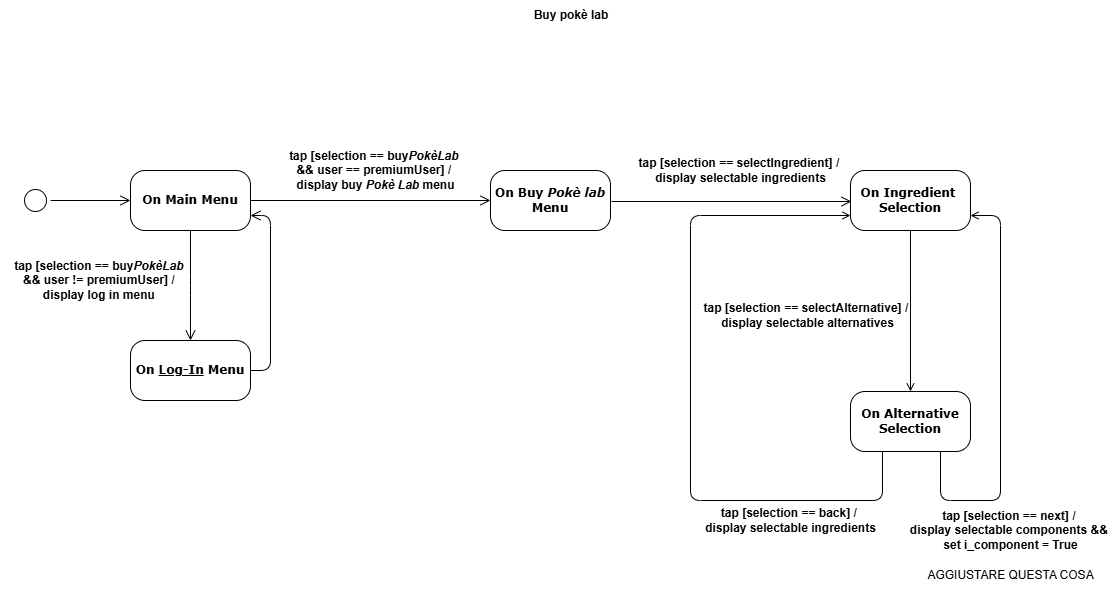 Buy pokè lab
tap [selection == buyPokèLab
&& user == premiumUser] /
display buy Pokè Lab menu
tap [selection == selectIngredient] /
display selectable ingredients
On Main Menu
On Buy Pokè lab
Menu
On Ingredient
Selection
tap [selection == buyPokèLab
&& user != premiumUser] /
display log in menu
tap [selection == selectAlternative] /
display selectable alternatives
On Log-In Menu
On Alternative
Selection
tap [selection == back] /
display selectable ingredients
tap [selection == next] /
display selectable components &&
set i_component = True
AGGIUSTARE QUESTA COSA